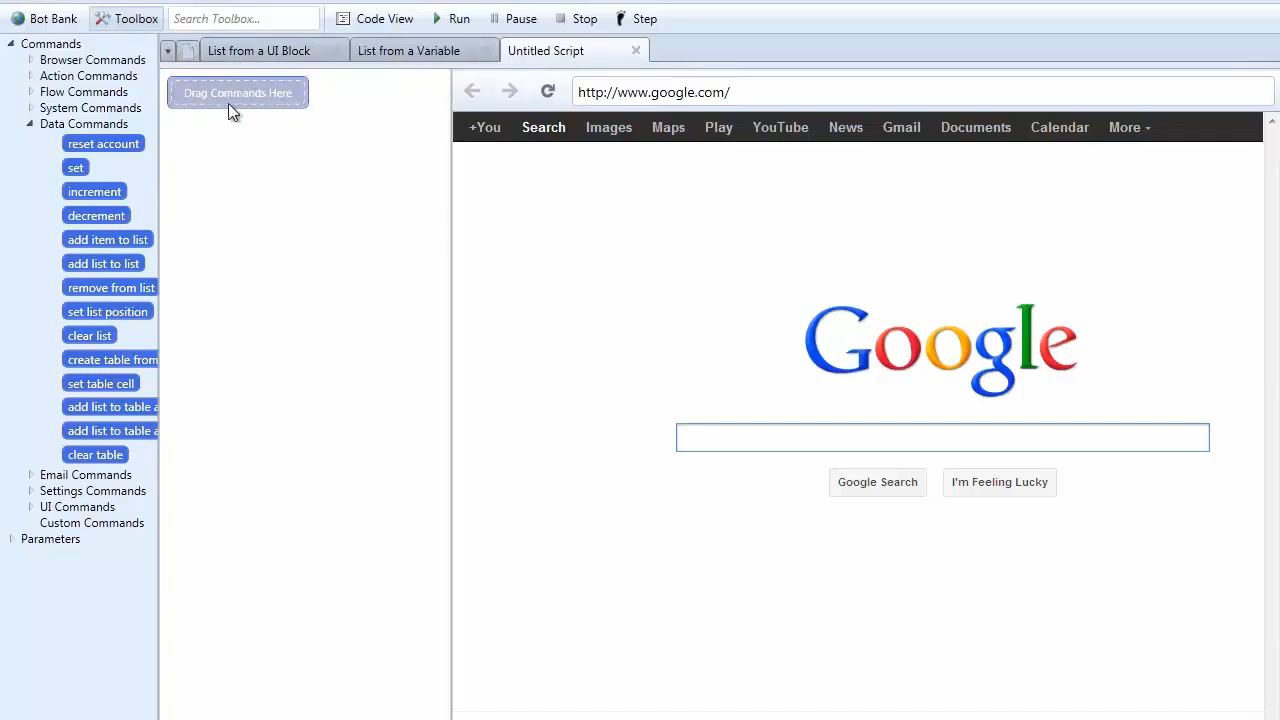 Bot Bank Toolbox Search Toolbox... Code View Run Pause Stop Step
Commands
Browser Commands
Action Commands
Flow Commands
System Commands
Data Commands
reset account
set
increment
decrement
add item to list
add list to list
remove from list
set list position
clear list
create table from
set table cell
add list to table a
add list to table a
clear table
Email Commands
Settings Commands
UI Commands
Custom Commands
Parameters
List from a UI Block List from a Variable Untitled Script
Drag Commands Here
http://www.google.com/
+You Search Images Maps Play YouTube News Gmail Documents Calendar More
Google
Google Search I'm Feeling Lucky